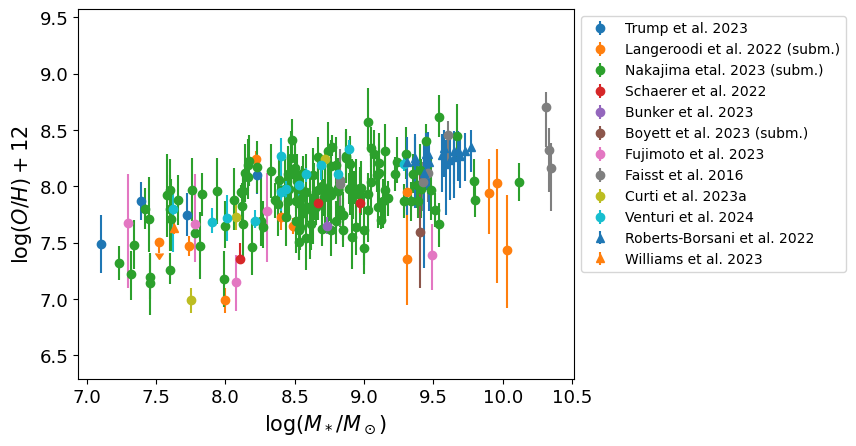 9.5
9.0
8.5
8.0
7.5
7.0
6.5
log(O/H) + 12
7.0 7.5 8.0 8.5 9.0 9.5 10.0 10.5
log(M*/M⊙)
Trump et al. 2023
Langeroodi et al. 2022 (subm.)
Nakajima etal. 2023 (subm.)
Schaerer et al. 2022
Bunker et al. 2023
Boyett et al. 2023 (subm.)
Fujimoto et al. 2023
Faisst et al. 2016
Curti et al. 2023a
Venturi et al. 2024
Roberts-Borsani et al. 2022
Williams et al. 2023